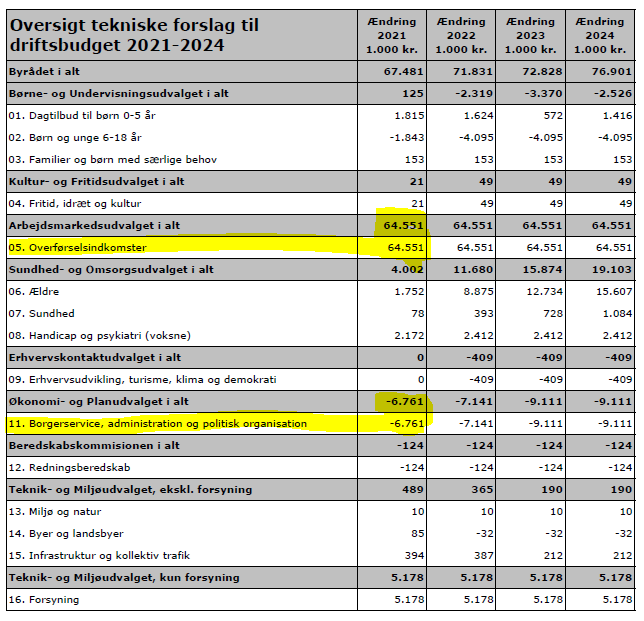 Oversigt tekniske forslag til driftsbudget 2021-2024 Ændring 2021 1.000 kr. Ændring 2022 1.000 kr. Ændring 2023 1.000 kr. Ændring 2024 1.000 kr.
Byrådet i alt 67.481 71.831 72.828 76.901
Børne- og Undervisningsudvalget i alt 125 -2.319 -3.370 -2.526
01. Dagtilbud til børn 0-5 år 1.815 1.624 572 1.416
02. Børn og unge 6-18 år -1.843 -4.095 -4.095 -4.095
03. Familier og børn med særlige behov 153 153 153 153
Kultur- og Fritidsudvalget i alt 21 49 49 49
04. Fritid, idræt og kultur 21 49 49 49
Arbejdsmarkedsudvalget i alt 64.551 64.551 64.551 64.551
05. Overførselsindkomster 64.551 64.551 64.551 64.551
Sundhed- og Omsorgsudvalget i alt 4.002 11.680 15.874 19.103
06. Ældre 1.752 8.875 12.734 15.607
07. Sundhed 78 393 728 1.084
08. Handicap og psykiatri (voksne) 2.172 2.412 2.412 2.412
Erhvervskontaktudvalget i alt 0 -409 -409 -409
09. Erhvervsudvikling, turisme, klima og demokrati 0 -409 -409 -409
Økonomi- og Planudvalget i alt -6.761 -7.141 -9.111 -9.111
11. Borgerservice, administration og politisk organisation -6.761 -7.141 -9.111 -9.111
Beredskabskommisionen i alt -124 -124 -124 -124
12. Redningsberedskab -124 -124 -124 -124
Teknik- og Miljøudvalget, ekskl. forsyning 489 365 190 190
13. Miljø og natur 10 10 10 10
14. Byer og landsbyer 85 -32 -32 -32
15. Infrastruktur og kollektiv trafik 394 387 212 212
Teknik- og Miljøudvalget, kun forsyning 5.178 5.178 5.178 5.178
16. Forsyning 5.178 5.178 5.178 5.178